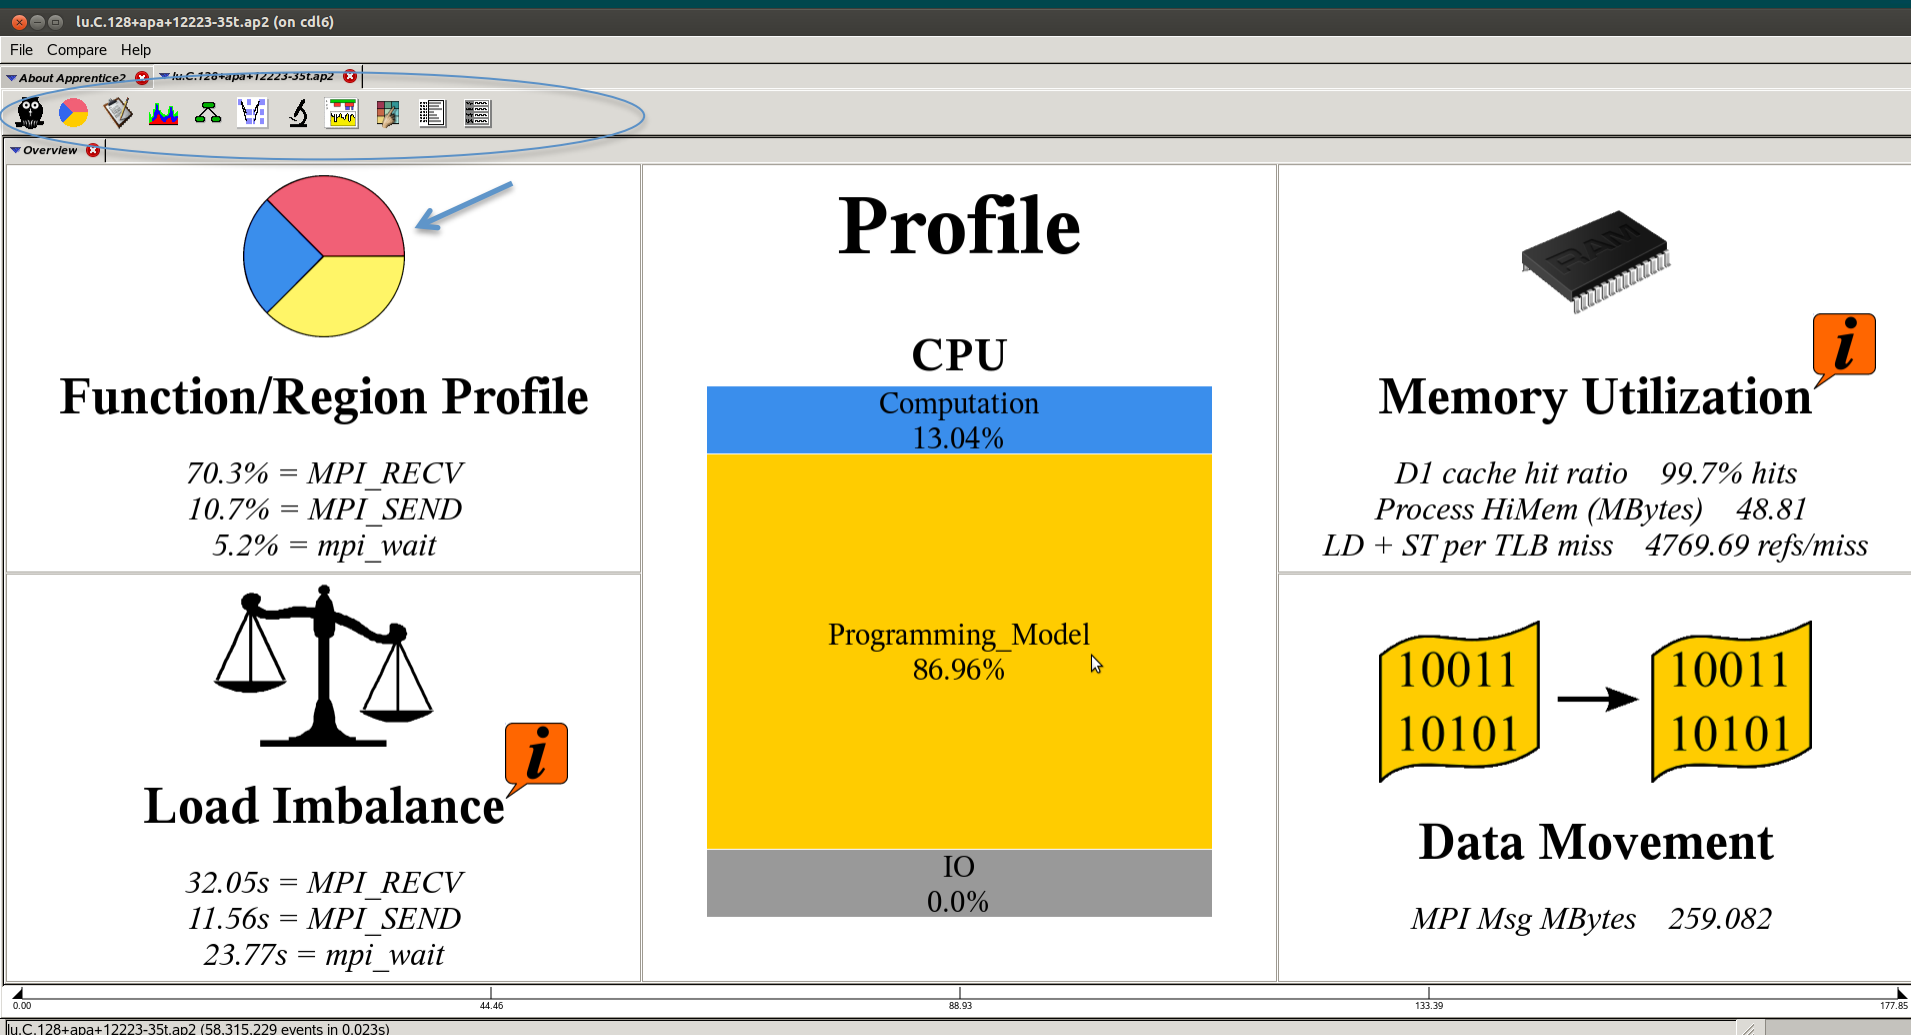 lu.C.128+apa+12223-35t.ap2 (on cdl6)
File Compare Help
About Apprentice2 lu.C.128+apa+12223-35t.ap2
Overview
Function/Region Profile
70.3% = MPI_RECV
10.7% = MPI_SEND
5.2% = mpi_wait
Load Imbalance
i
32.05s = MPI_RECV
11.56s = MPI_SEND
23.77s = mpi_wait
Profile
CPU
Computation
13.04%
Programming_Model
86.96%
IO
0.0%
RAM
i
Memory Utilization
D1 cache hit ratio 99.7% hits
Process HiMem (MBytes) 48.81
LD + ST per TLB miss 4769.69 refs/miss
10011 10011
10101 10101
Data Movement
MPI Msg MBytes 259.082
0.00 44.46 88.93 133.39 177.85
lu.C.128+apa+12223-35t.ap2 (58,315,229 events in 0.023s)